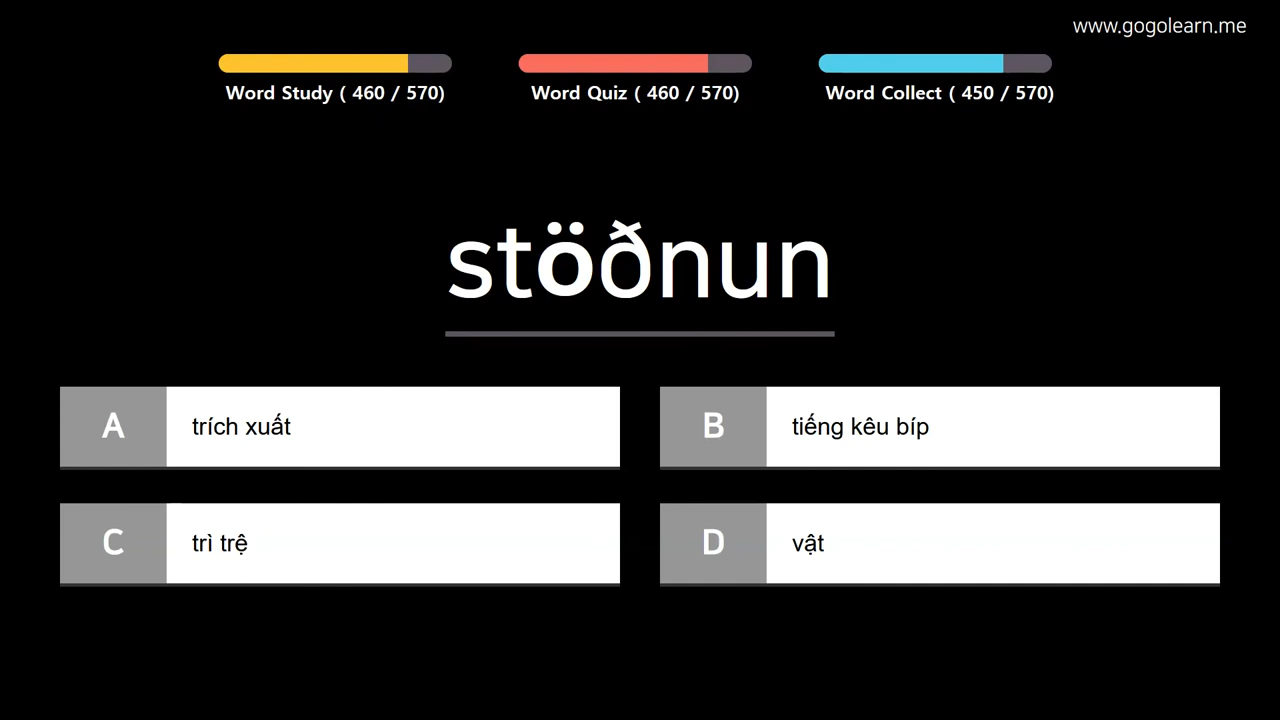 www.gogolearn.me
Word Study ( 460 / 570)
Word Quiz ( 460 / 570)
Word Collect ( 450 / 570)
stöðnun
A
trích xuất
B
tiếng kêu bíp
C
trì trệ
D
vật